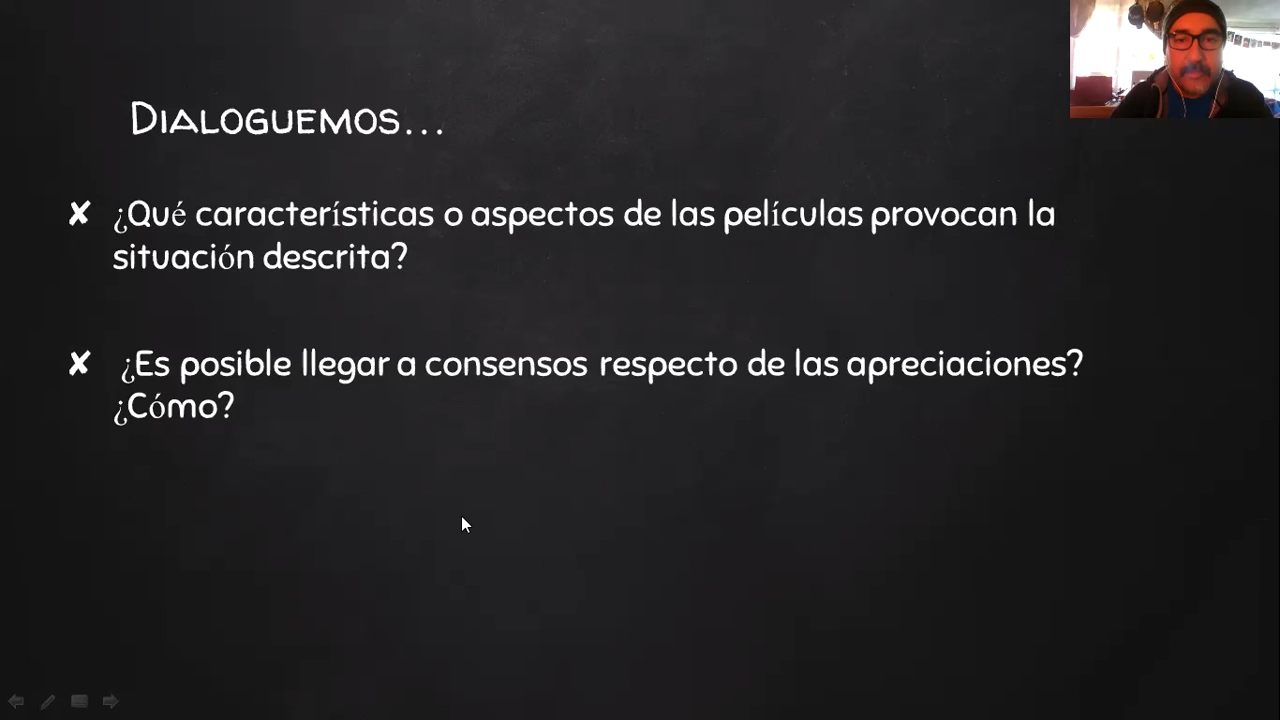 Dialoguemos...
✘ ¿Qué características o aspectos de las películas provocan la
situación descrita?
✘ ¿Es posible llegar a consensos respecto de las apreciaciones?
¿Cómo?